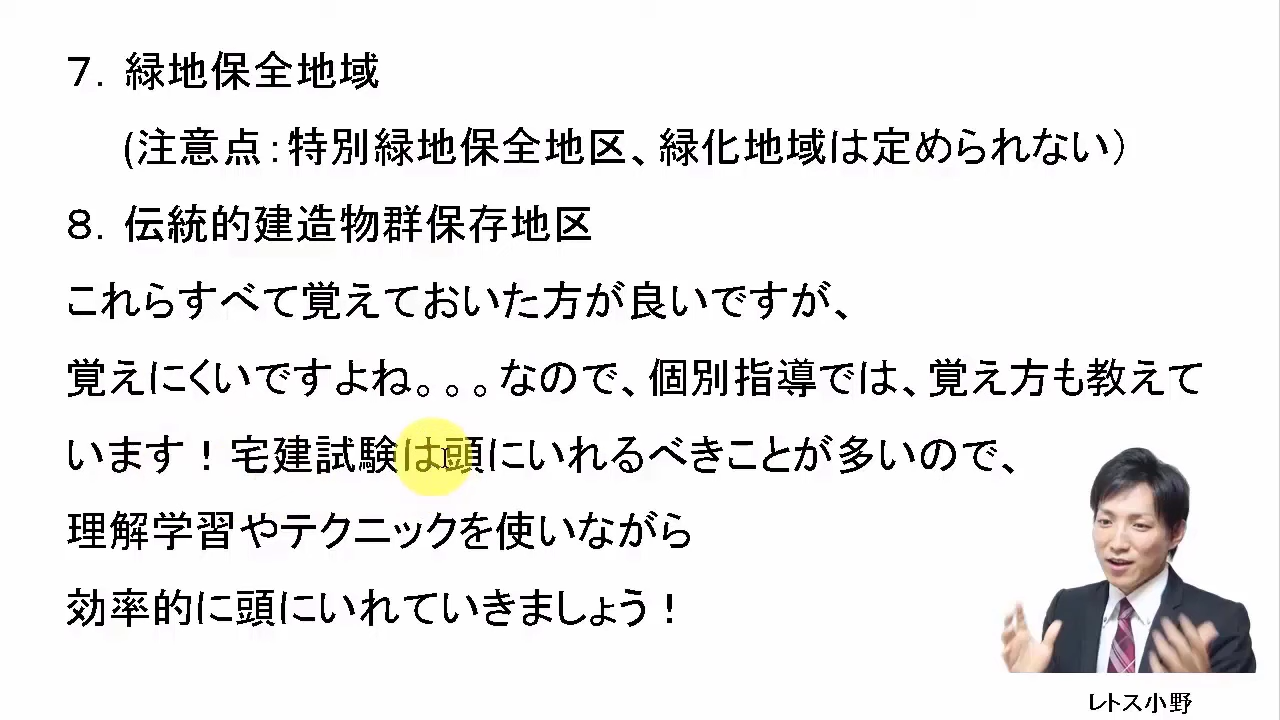 ７．緑地保全地域
(注意点：特別緑地保全地区、緑化地域は定められない）
８．伝統的建造物群保存地区
これらすべて覚えておいた方が良いですが、
覚えにくいですよね。。。なので、個別指導では、覚え方も教えて
います！宅建試験は頭にいれるべきことが多いので、
理解学習やテクニックを使いながら
効率的に頭にいれていきましょう！
レトス小野